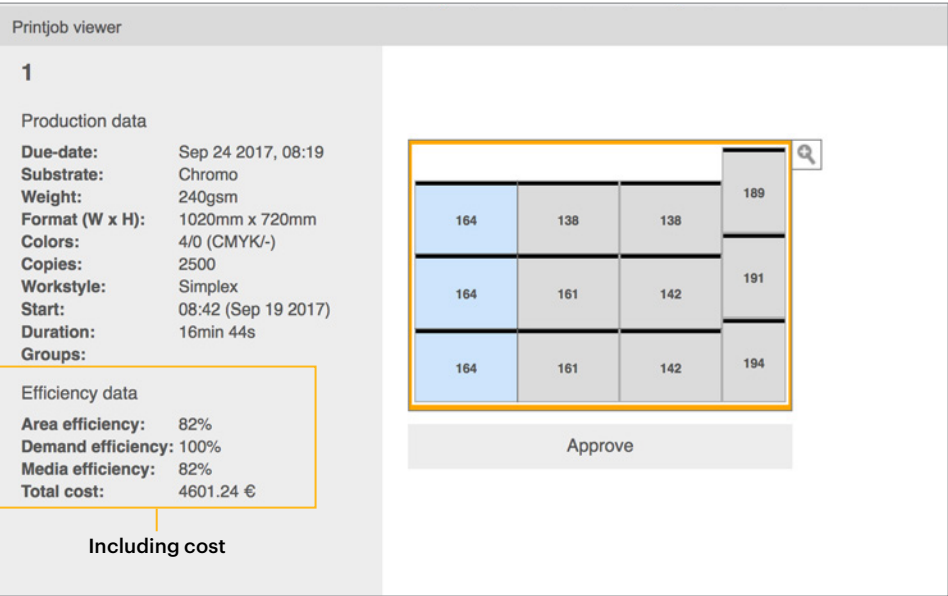 Printjob viewer
1
Production data
Due-date: Sep 24 2017, 08:19
Substrate: Chromo
Weight: 240gsm
Format (W x H): 1020mm x 720mm
Colors: 4/0 (CMYK/-)
Copies: 2500
Workstyle: Simplex
Start: 08:42 (Sep 19 2017)
Duration: 16min 44s
Groups:
Efficiency data
Area efficiency: 82%
Demand efficiency: 100%
Media efficiency: 82%
Total cost: 4601.24 €
Including cost
189
164 138 138
191
164 161 142
194
164 161 142
Approve